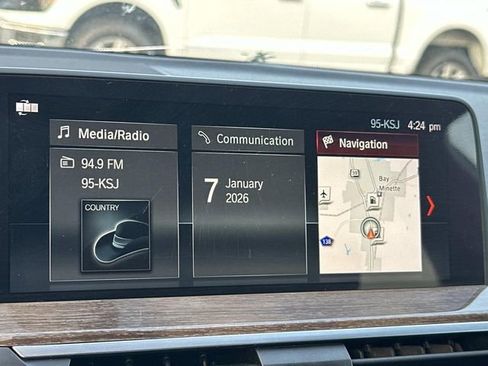 95-KSJ 4:24 pm
Media/Radio
94.9 FM
95-KSJ
COUNTRY
Communication
7 January
2026
Navigation
Bay
Minette
138